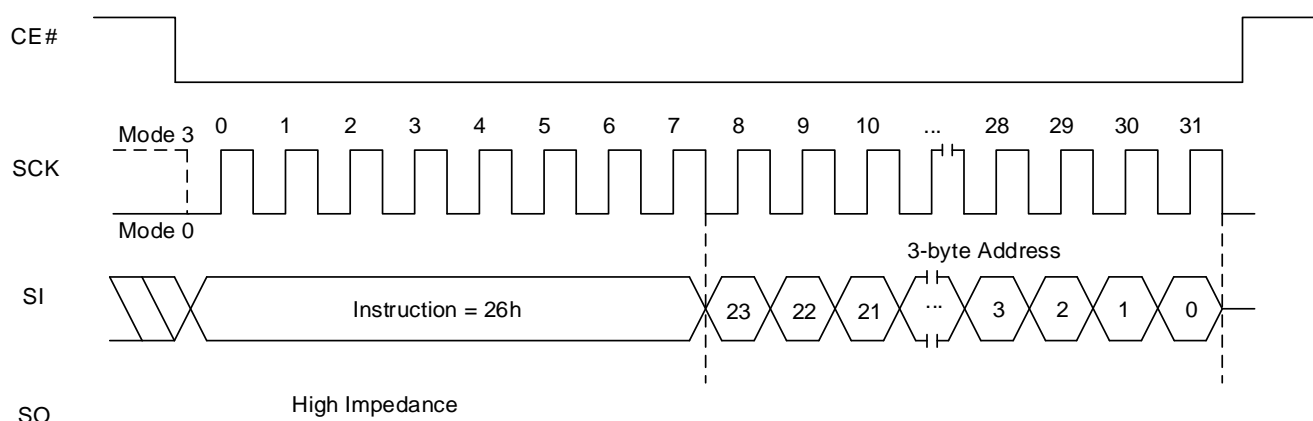 CE#
Mode 3
0 1 2 3 4 5 6 7 8 9 10 ... 28 29 30 31
SCK
Mode 0
3-byte Address
SI
Instruction = 26h
23 22 21 ... 3 2 1 0
High Impedance
SO